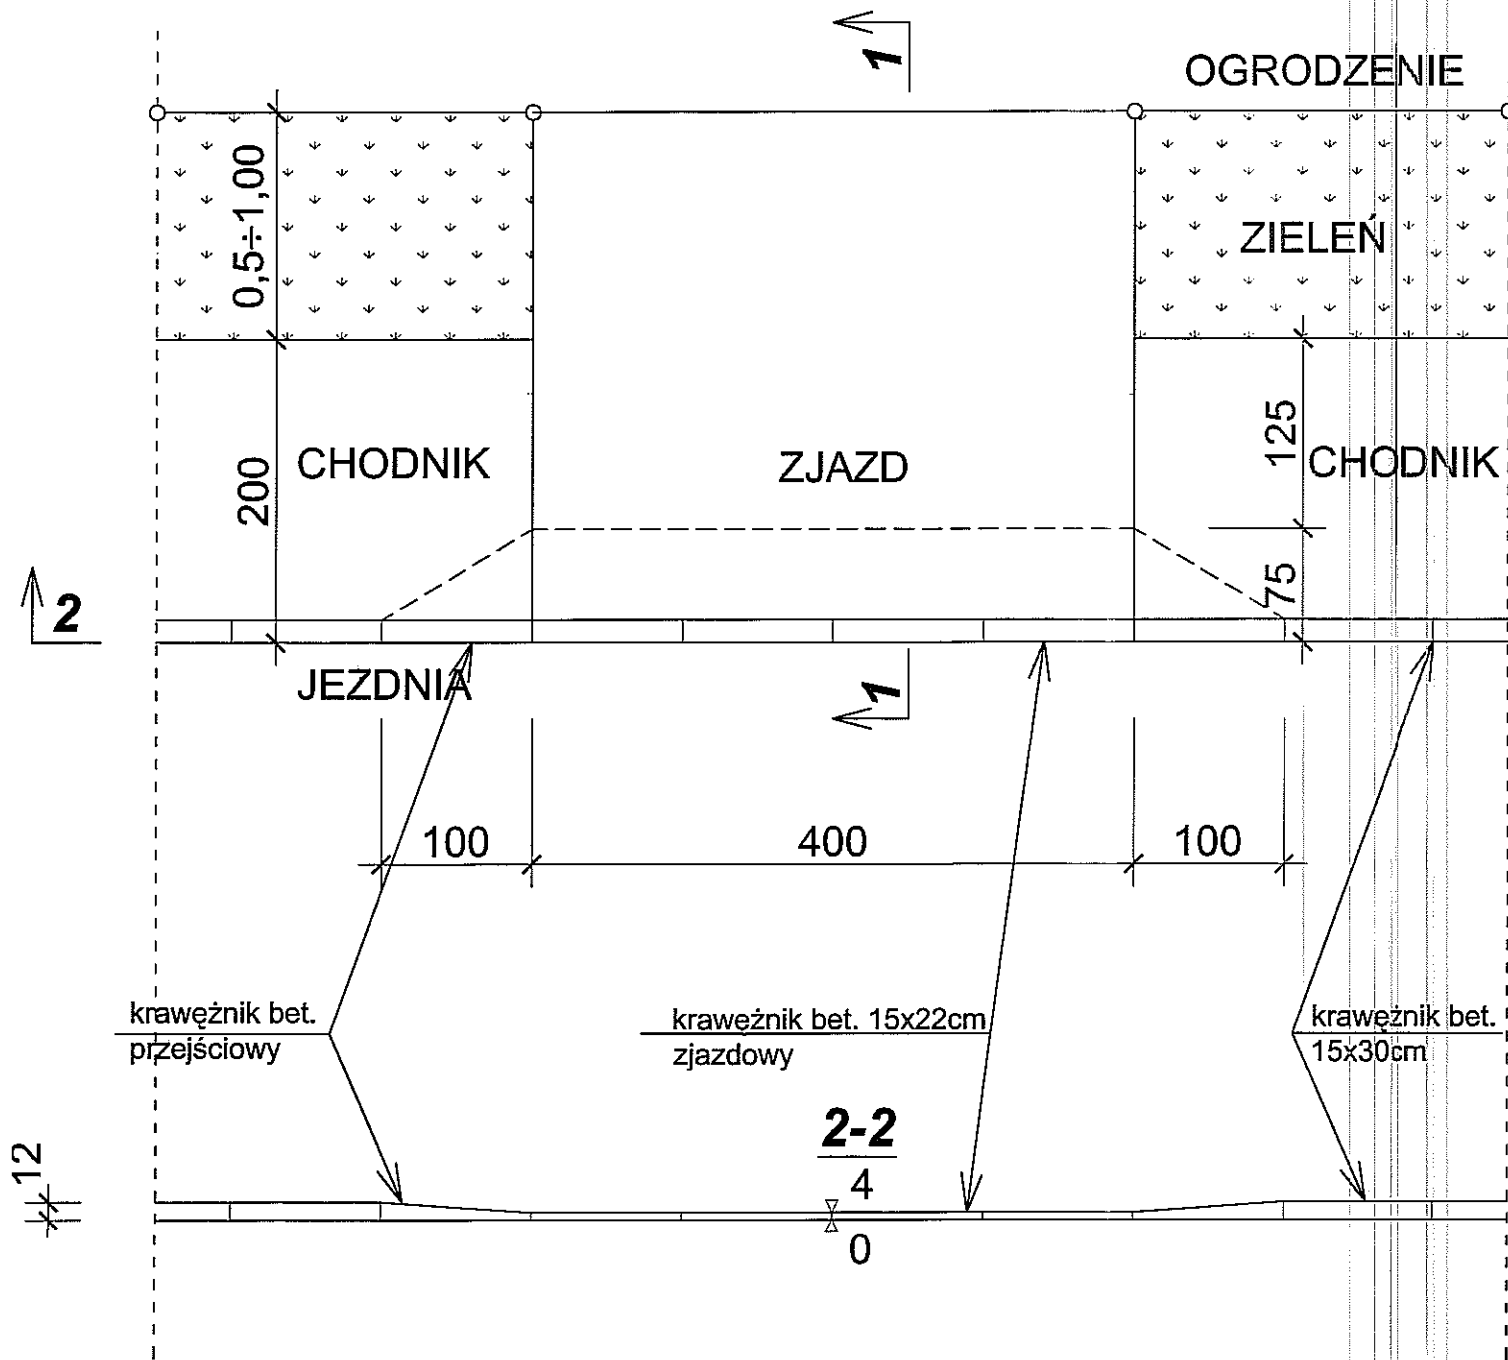 1
OGRODZENIE
0,5÷1,00
ZIELEŃ
200
CHODNIK
ZJAZD
125
CHODNIK
75
2
JEZDNIA
1
100
400
100
krawężnik bet.
przejściowy
krawężnik bet. 15x22cm
zjazdowy
krawężnik bet.
15x30cm
2-2
12
4
0